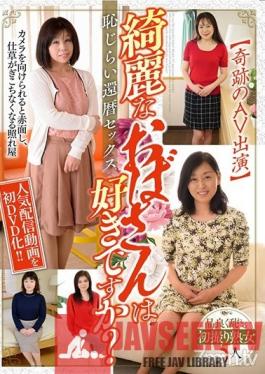 【奇跡のAV出演】
綺麗なおばさんは
好きですか?
恥じらい還暦セックス
カメラを向けられると赤面し、
仕草がぎこちなくなる照れ屋
人気配信動画を
初DVD化!!
FREE JAV LIBRARY